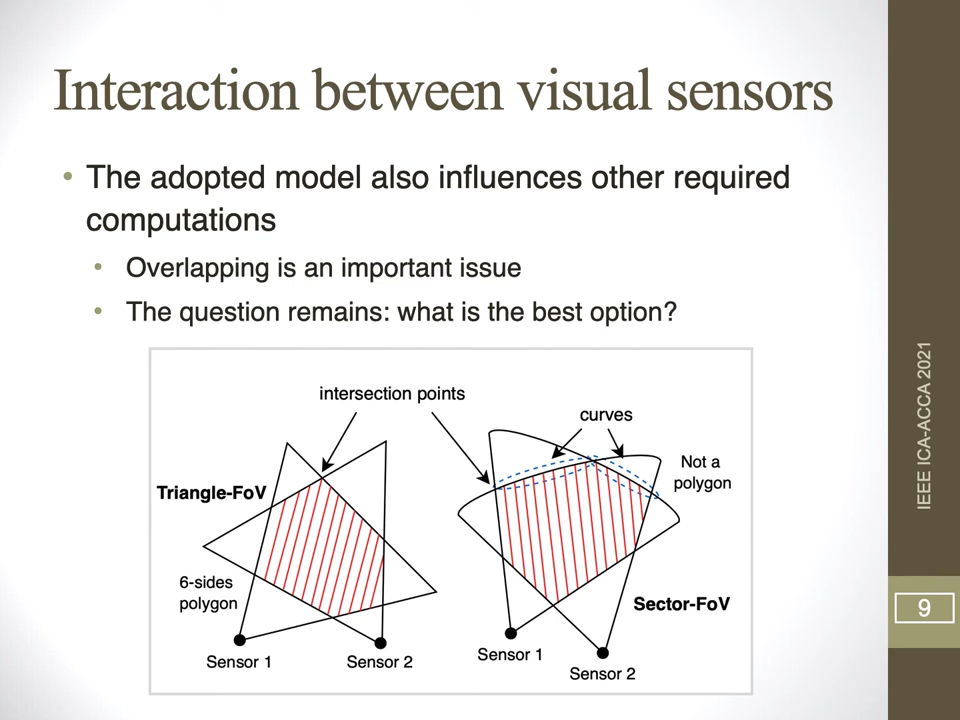 Interaction between visual sensors
• The adopted model also influences other required
computations
• Overlapping is an important issue
• The question remains: what is the best option?
intersection points
curves
Not a
polygon
Triangle-FoV
6-sides
polygon
Sector-FoV
Sensor 1
Sensor 2
Sensor 1
Sensor 2
IEEE ICA-ACCA 2021
9